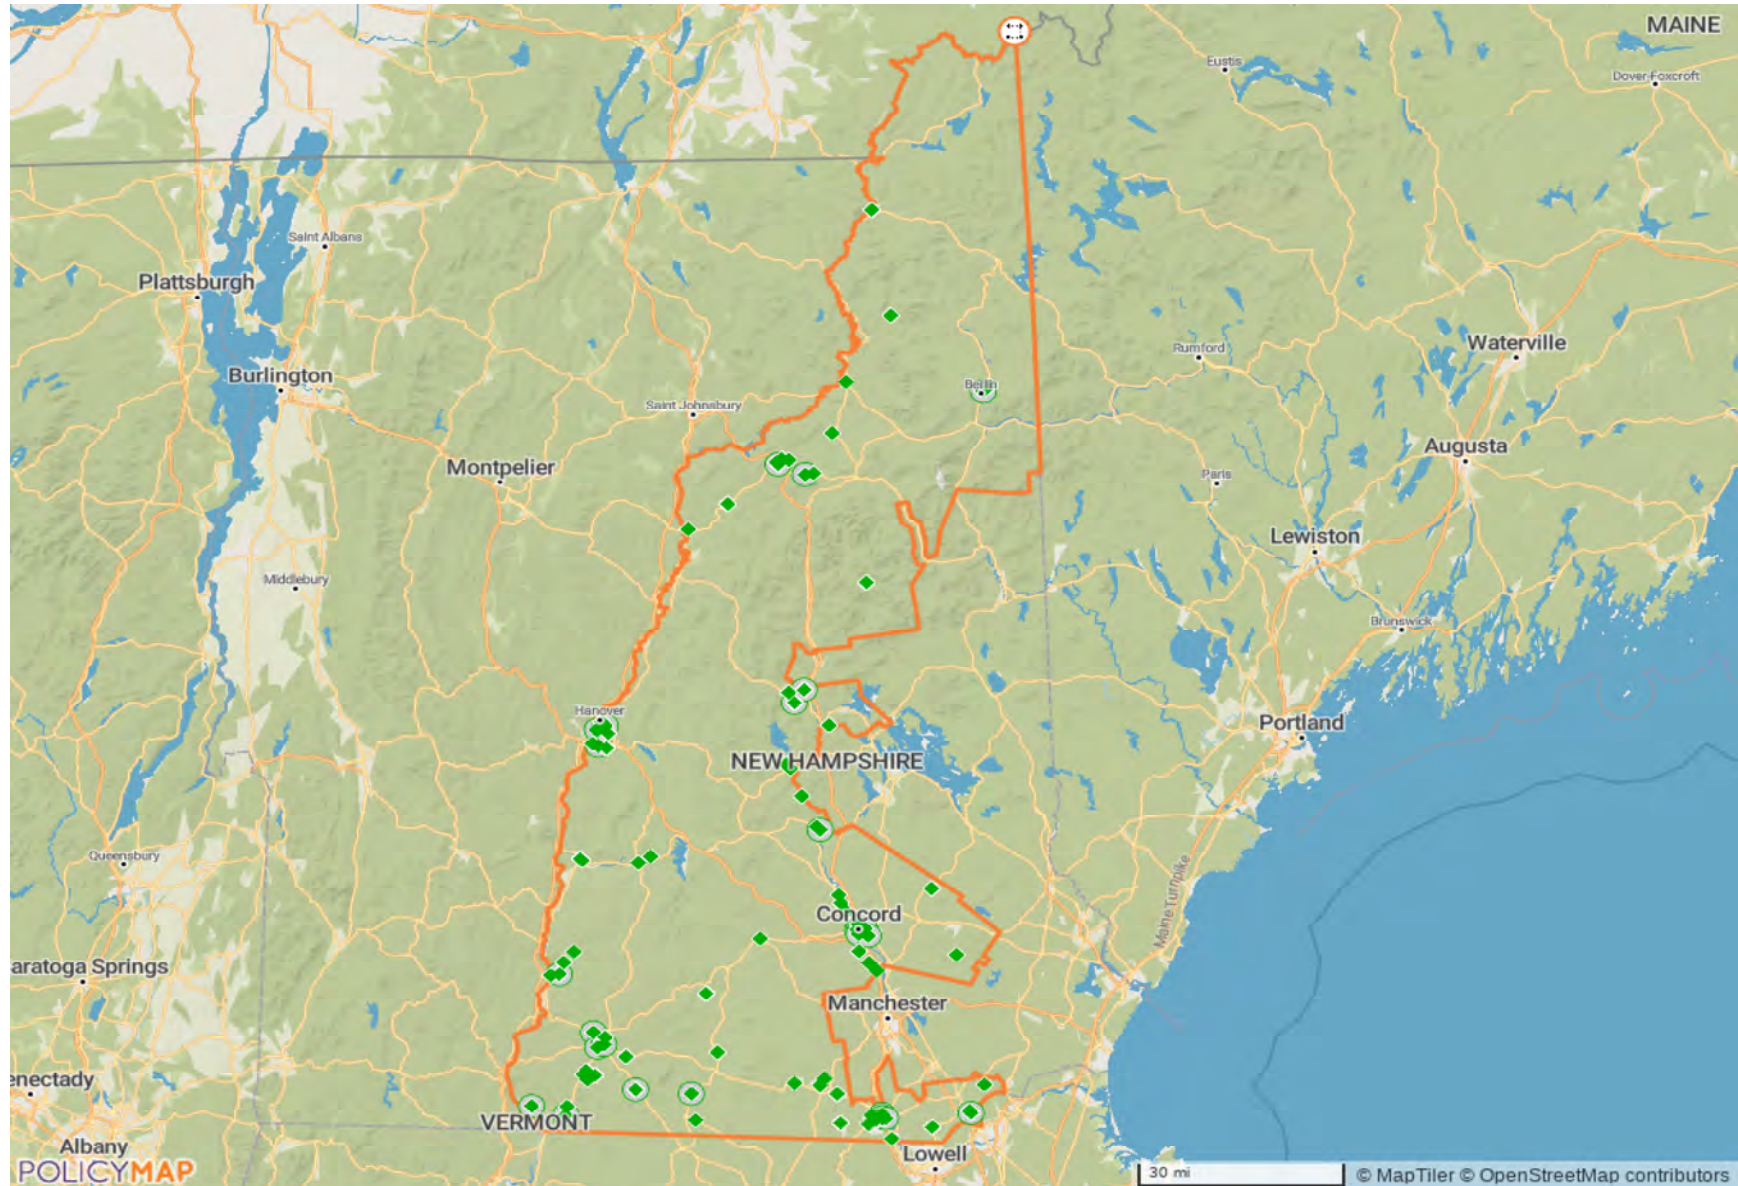 MAINE
Eustis
Dover-Foxcroft
Saint Albans
Plattsburgh
Waterville
Rumford
Burlington
Berlin
Saint Johnsbury
Augusta
Montpelier
Paris
Lewiston
Middlebury
Brunswick
Hanover
Portland
NEW HAMPSHIRE
Queensbury
Maine Turnpike
Concord
aratoga Springs
Manchester
enectady
VERMONT
Albany
Lowell
POLICYMAP
30 mi
© MapTiler © OpenStreetMap contributors